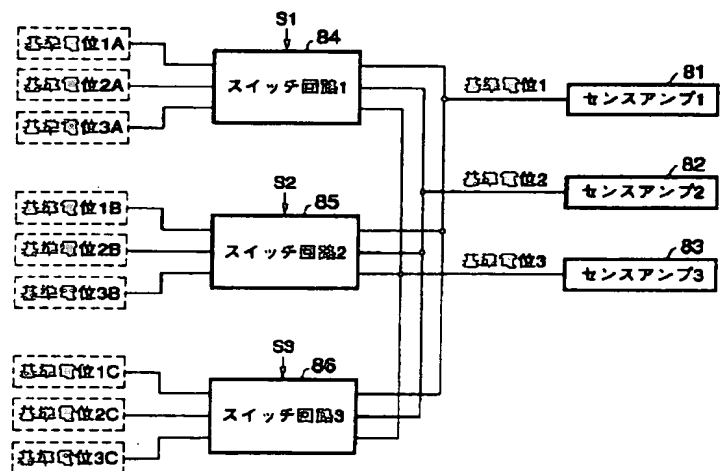 S1
84
基準電位1A
基準電位2A
基準電位3A
スイッチ回路1
基準電位1
81
センスアンプ1
S2
85
基準電位1B
基準電位2B
基準電位3B
スイッチ回路2
基準電位2
82
センスアンプ2
基準電位3
83
センスアンプ3
S3
86
基準電位1C
基準電位2C
基準電位3C
スイッチ回路3